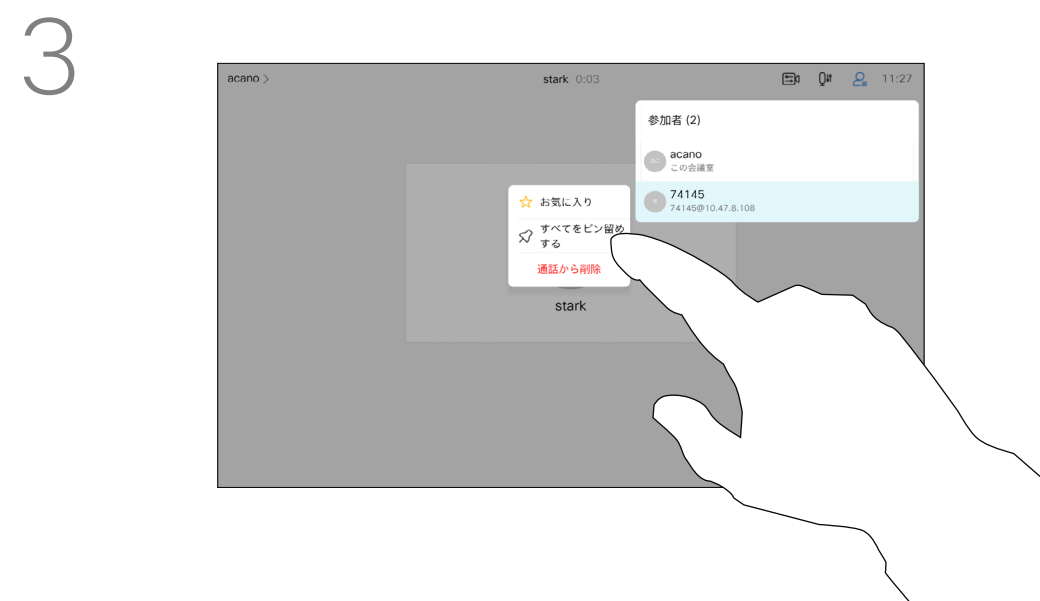 3
acano >
stark 0:03
11:27
参加者 (2)
AC
acano
この会議室
74145
74145@10.47.8.108
お気に入り
すべてをピン留め
する
通話から削除
stark